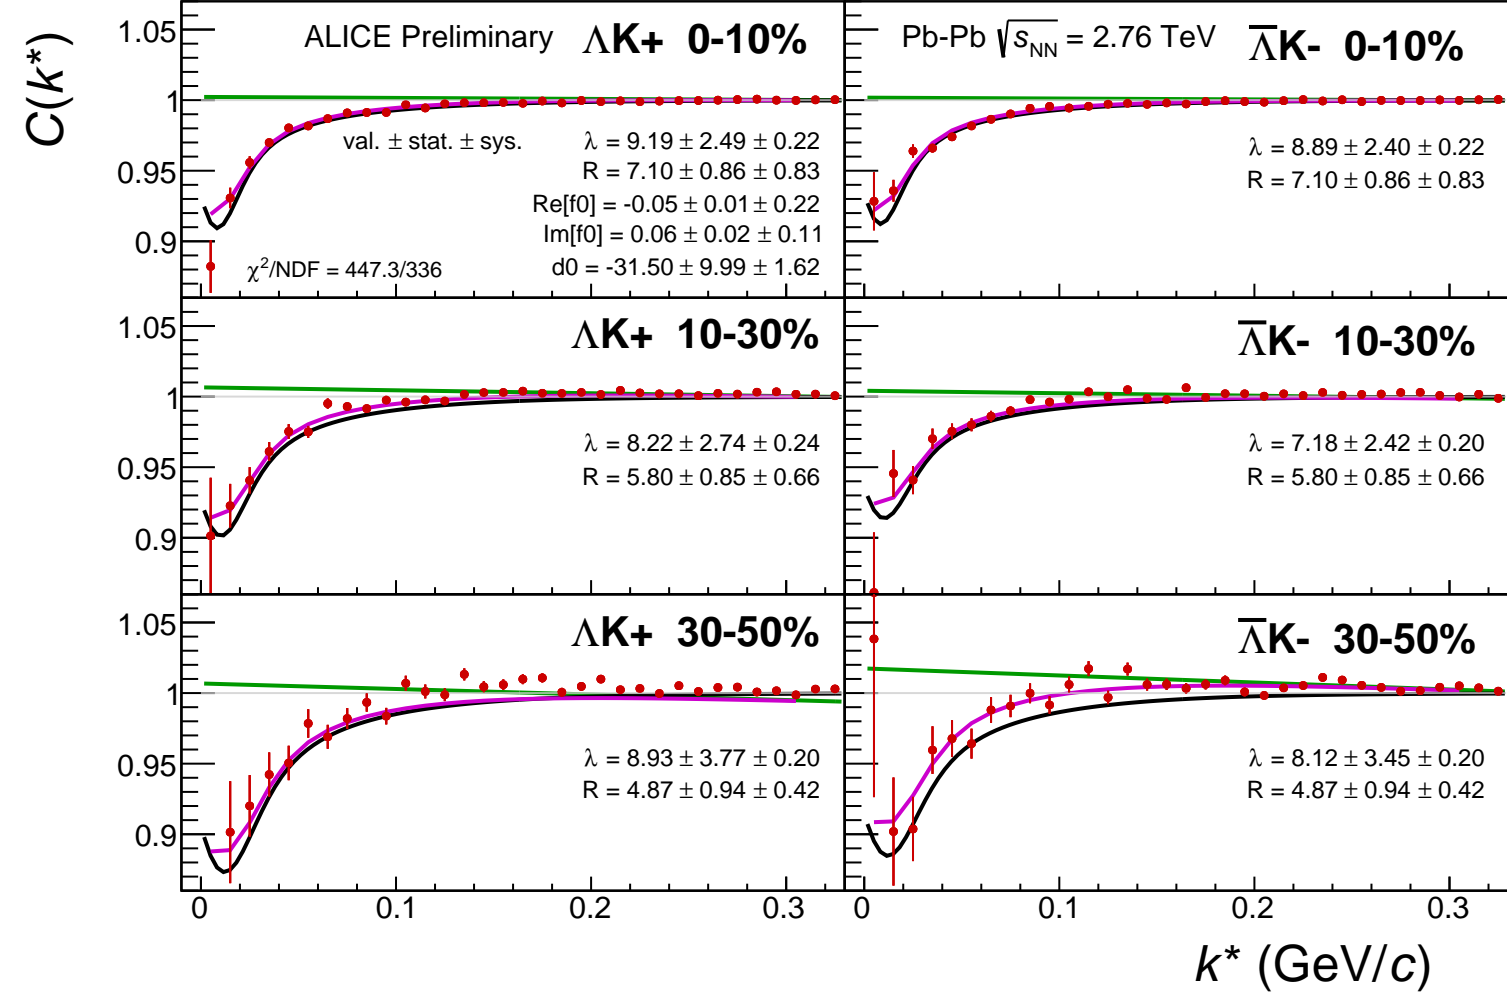 C(k*)
ALICE Preliminary ΛK+ 0-10%
val. ± stat. ± sys.
λ = 9.19 ± 2.49 ± 0.22
R = 7.10 ± 0.86 ± 0.83
Re[f0] = -0.05 ± 0.01 ± 0.22
Im[f0] = 0.06 ± 0.02 ± 0.11
d0 = -31.50 ± 9.99 ± 1.62
χ²/NDF = 447.3/336
1.05
1
0.95
0.9
Pb-Pb √sNN = 2.76 TeV Λ̅K- 0-10%
λ = 8.89 ± 2.40 ± 0.22
R = 7.10 ± 0.86 ± 0.83
ΛK+ 10-30%
λ = 8.22 ± 2.74 ± 0.24
R = 5.80 ± 0.85 ± 0.66
1.05
1
0.95
0.9
Λ̅K- 10-30%
λ = 7.18 ± 2.42 ± 0.20
R = 5.80 ± 0.85 ± 0.66
ΛK+ 30-50%
λ = 8.93 ± 3.77 ± 0.20
R = 4.87 ± 0.94 ± 0.42
1.05
1
0.95
0.9
Λ̅K- 30-50%
λ = 8.12 ± 3.45 ± 0.20
R = 4.87 ± 0.94 ± 0.42
0 0.1 0.2 0.3 0 0.1 0.2 0.3
k* (GeV/c)